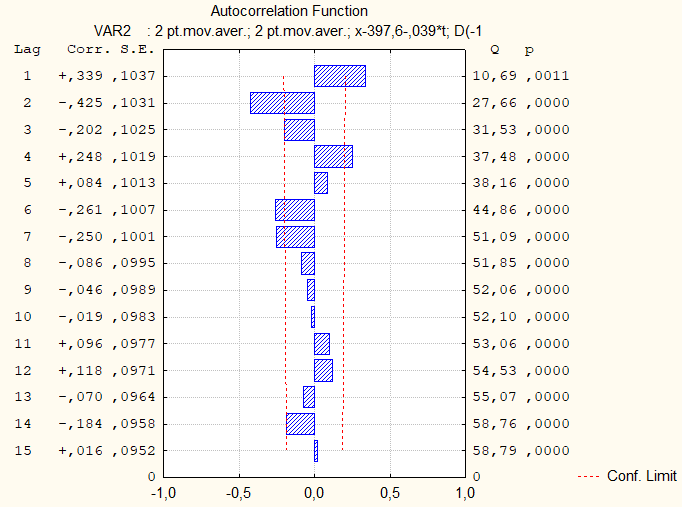 Autocorrelation Function
VAR2 : 2 pt.mov.aver.; 2 pt.mov.aver.; x-397,6-,039*t; D(-1
Lag Corr. S.E. Q p
1 +,339 ,1037 10,69 ,0011
2 -,425 ,1031 27,66 ,0000
3 -,202 ,1025 31,53 ,0000
4 +,248 ,1019 37,48 ,0000
5 +,084 ,1013 38,16 ,0000
6 -,261 ,1007 44,86 ,0000
7 -,250 ,1001 51,09 ,0000
8 -,086 ,0995 51,85 ,0000
9 -,046 ,0989 52,06 ,0000
10 -,019 ,0983 52,10 ,0000
11 +,096 ,0977 53,06 ,0000
12 +,118 ,0971 54,53 ,0000
13 -,070 ,0964 55,07 ,0000
14 -,184 ,0958 58,76 ,0000
15 +,016 ,0952 58,79 ,0000
0 0
Conf. Limit
-1,0 -0,5 0,0 0,5 1,0